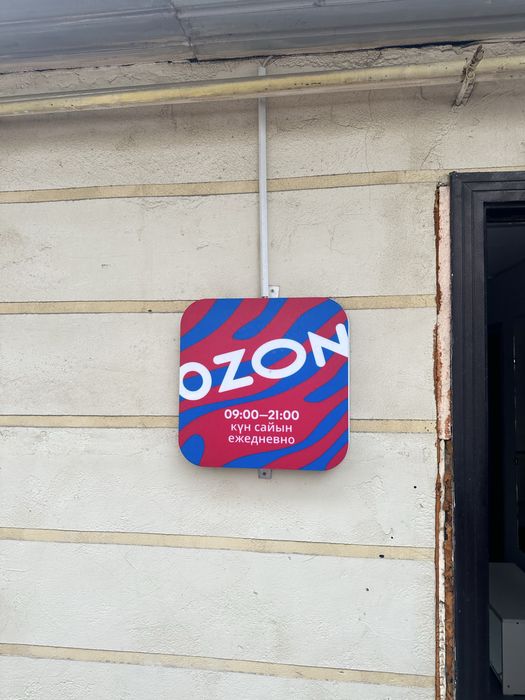 OZON
09:00—21:00
күн сайын
ежедневно